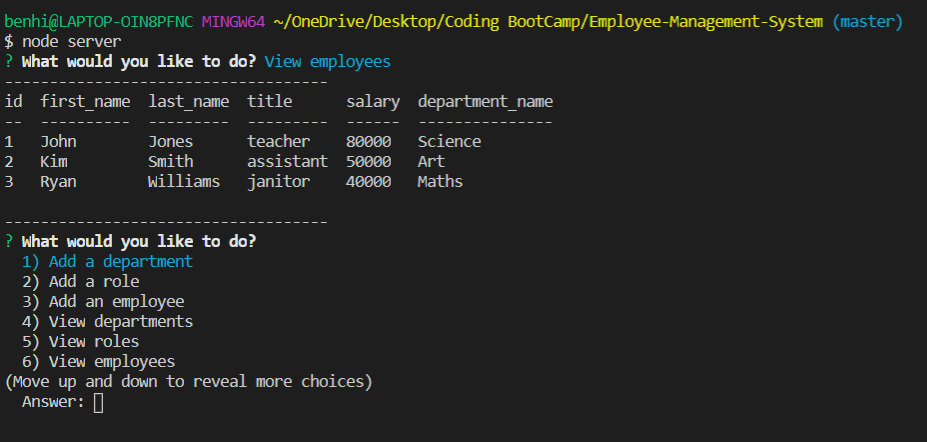 benhi@LAPTOP-OIN8PFNC MINGW64 ~/OneDrive/Desktop/Coding BootCamp/Employee-Management-System (master)
$ node server
? What would you like to do? View employees
------------------------------------
id  first_name  last_name  title      salary  department_name
--  ----------  ---------  ---------  ------  ---------------
1   John        Jones      teacher    80000   Science
2   Kim         Smith      assistant  50000   Art
3   Ryan        Williams   janitor    40000   Maths

------------------------------------
? What would you like to do?
  1) Add a department
  2) Add a role
  3) Add an employee
  4) View departments
  5) View roles
  6) View employees
(Move up and down to reveal more choices)
  Answer: